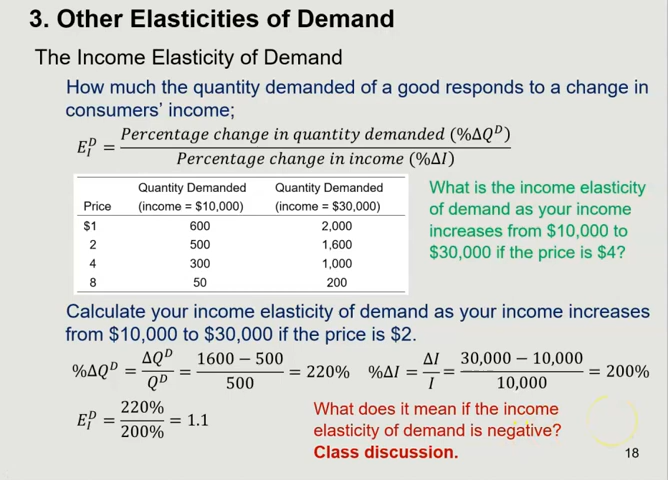 3. Other Elasticities of Demand
The Income Elasticity of Demand
How much the quantity demanded of a good responds to a change in
consumers’ income;
E_I^D = Percentage change in quantity demanded (%ΔQ^D) / Percentage change in income (%ΔI)
Quantity Demanded Quantity Demanded
Price (income = $10,000) (income = $30,000)
$1 600 2,000
2 500 1,600
4 300 1,000
8 50 200
What is the income elasticity
of demand as your income
increases from $10,000 to
$30,000 if the price is $4?
Calculate your income elasticity of demand as your income increases
from $10,000 to $30,000 if the price is $2.
%ΔQ^D = ΔQ^D / Q^D = 1600 − 500 / 500 = 220% %ΔI = ΔI / I = 30,000 − 10,000 / 10,000 = 200%
E_I^D = 220% / 200% = 1.1
What does it mean if the income
elasticity of demand is negative?
Class discussion.
18